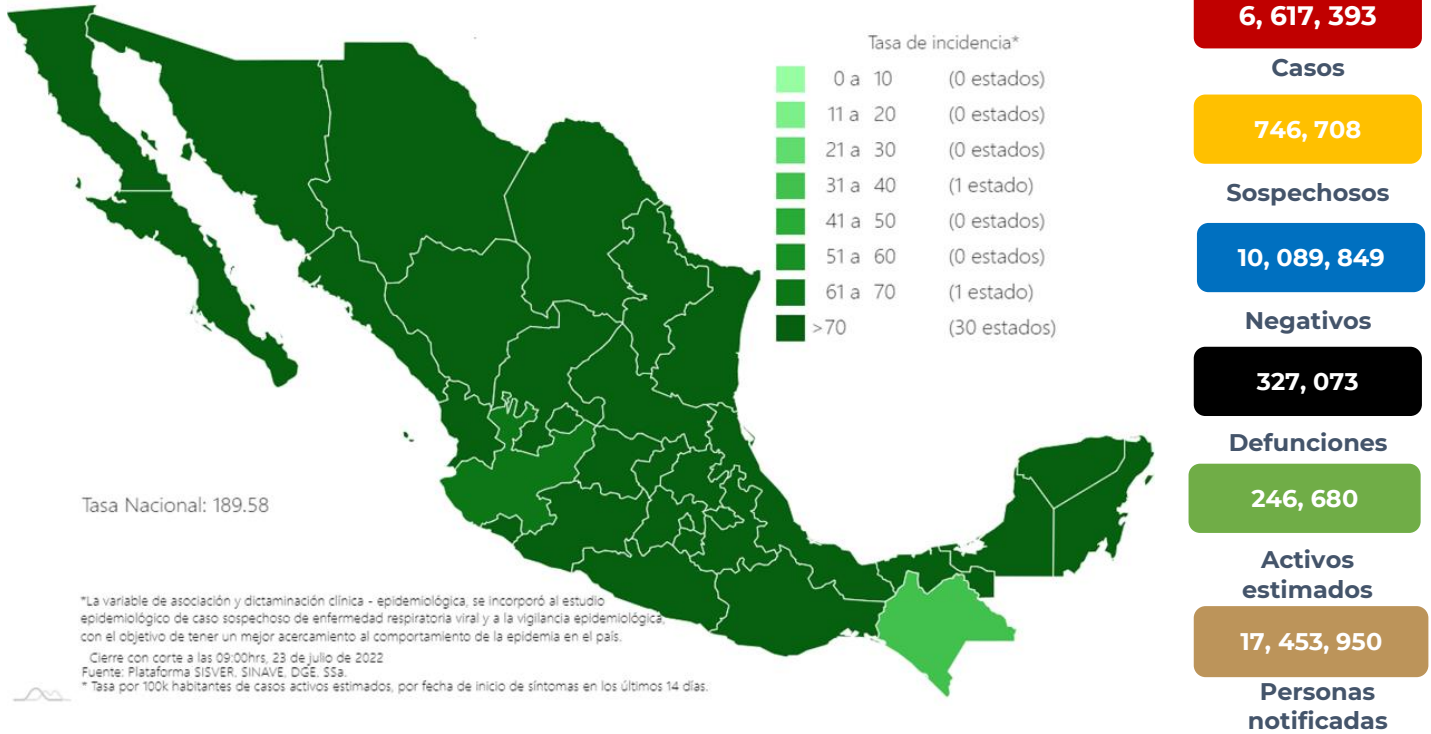 Tasa de incidencia*
0 a 10 (0 estados)
11 a 20 (0 estados)
21 a 30 (0 estados)
31 a 40 (1 estado)
41 a 50 (0 estados)
51 a 60 (0 estados)
61 a 70 (1 estado)
>70 (30 estados)
Tasa Nacional: 189.58
*La variable de asociación y dictaminación clínica - epidemiológica, se incorporó al estudio
epidemiológico de caso sospechoso de enfermedad respiratoria viral y a la vigilancia epidemiológica,
con el objetivo de tener un mejor acercamiento al comportamiento de la epidemia en el país.
Cierre con corte a las 09:00hrs, 23 de julio de 2022
Fuente: Plataforma SISVER, SINAVE, DGE, SSa.
* Tasa por 100k habitantes de casos activos estimados, por fecha de inicio de síntomas en los últimos 14 días.
6, 617, 393
Casos
746, 708
Sospechosos
10, 089, 849
Negativos
327, 073
Defunciones
246, 680
Activos
estimados
17, 453, 950
Personas
notificadas